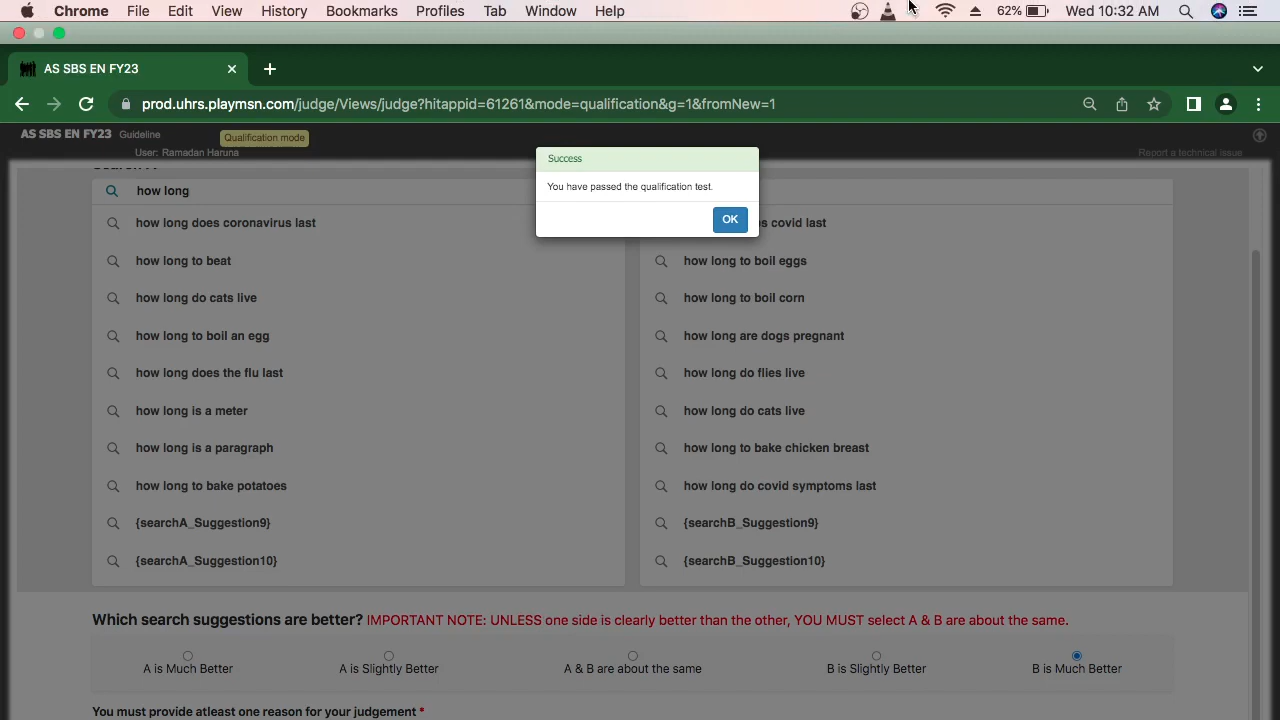 Chrome File Edit View History Bookmarks Profiles Tab Window Help 62% Wed 10:32 AM
AS SBS EN FY23
prod.uhrs.playmsn.com/judge/Views/judge?hitappid=61261&mode=qualification&g=1&fromNew=1
AS SBS EN FY23 Guideline Qualification mode
User: Ramadan Haruna Report a technical issue
Success
You have passed the qualification test.
OK
how long
how long does coronavirus last
how long to beat
how long do cats live
how long to boil an egg
how long does the flu last
how long is a meter
how long is a paragraph
how long to bake potatoes
{searchA_Suggestion9}
{searchA_Suggestion10}
covid last
how long to boil eggs
how long to boil corn
how long are dogs pregnant
how long do flies live
how long do cats live
how long to bake chicken breast
how long do covid symptoms last
{searchB_Suggestion9}
{searchB_Suggestion10}
Which search suggestions are better? IMPORTANT NOTE: UNLESS one side is clearly better than the other, YOU MUST select A & B are about the same.
A is Much Better A is Slightly Better A & B are about the same B is Slightly Better B is Much Better
You must provide atleast one reason for your judgement *